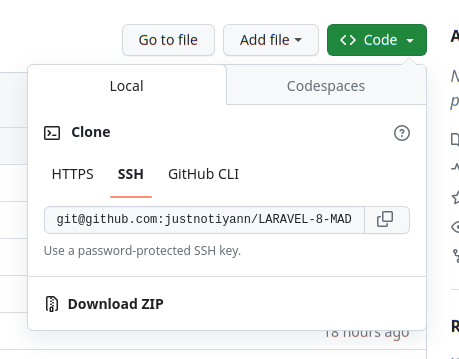 Go to file
Add file
Code
Local
Codespaces
Clone
HTTPS
SSH
GitHub CLI
git@github.com:justnotiyann/LARAVEL-8-MAD
Use a password-protected SSH key.
Download ZIP
18 hours ago